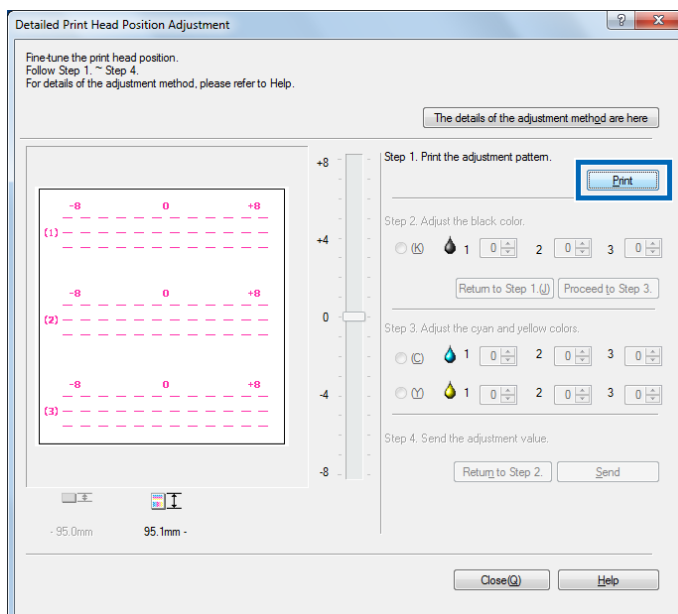 Detailed Print Head Position Adjustment
Fine-tune the print head position.
Follow Step 1. ~ Step 4.
For details of the adjustment method, please refer to Help.
The details of the adjustment method are here
-8 0 +8
(1)
-8 0 +8
(2)
-8 0 +8
(3)
- 95.0mm
95.1mm -
+8
+4
0
-4
-8
Step 1. Print the adjustment pattern.
Print
Step 2. Adjust the black color.
(K) 1 0 2 0 3 0
Return to Step 1.(J) Proceed to Step 3.
Step 3. Adjust the cyan and yellow colors.
(C) 1 0 2 0 3 0
(Y) 1 0 2 0 3 0
Step 4. Send the adjustment value.
Return to Step 2. Send
Close(Q) Help